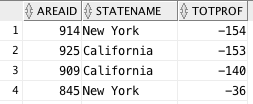 AREAID STATENAME TOTPROF
1 914 New York -154
2 925 California -153
3 909 California -140
4 845 New York -36